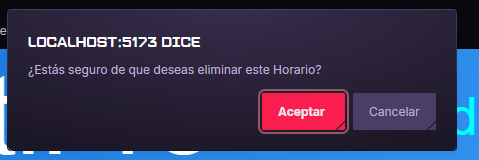 LOCALHOST:5173 DICE
¿Estás seguro de que deseas eliminar este Horario?
Aceptar
Cancelar